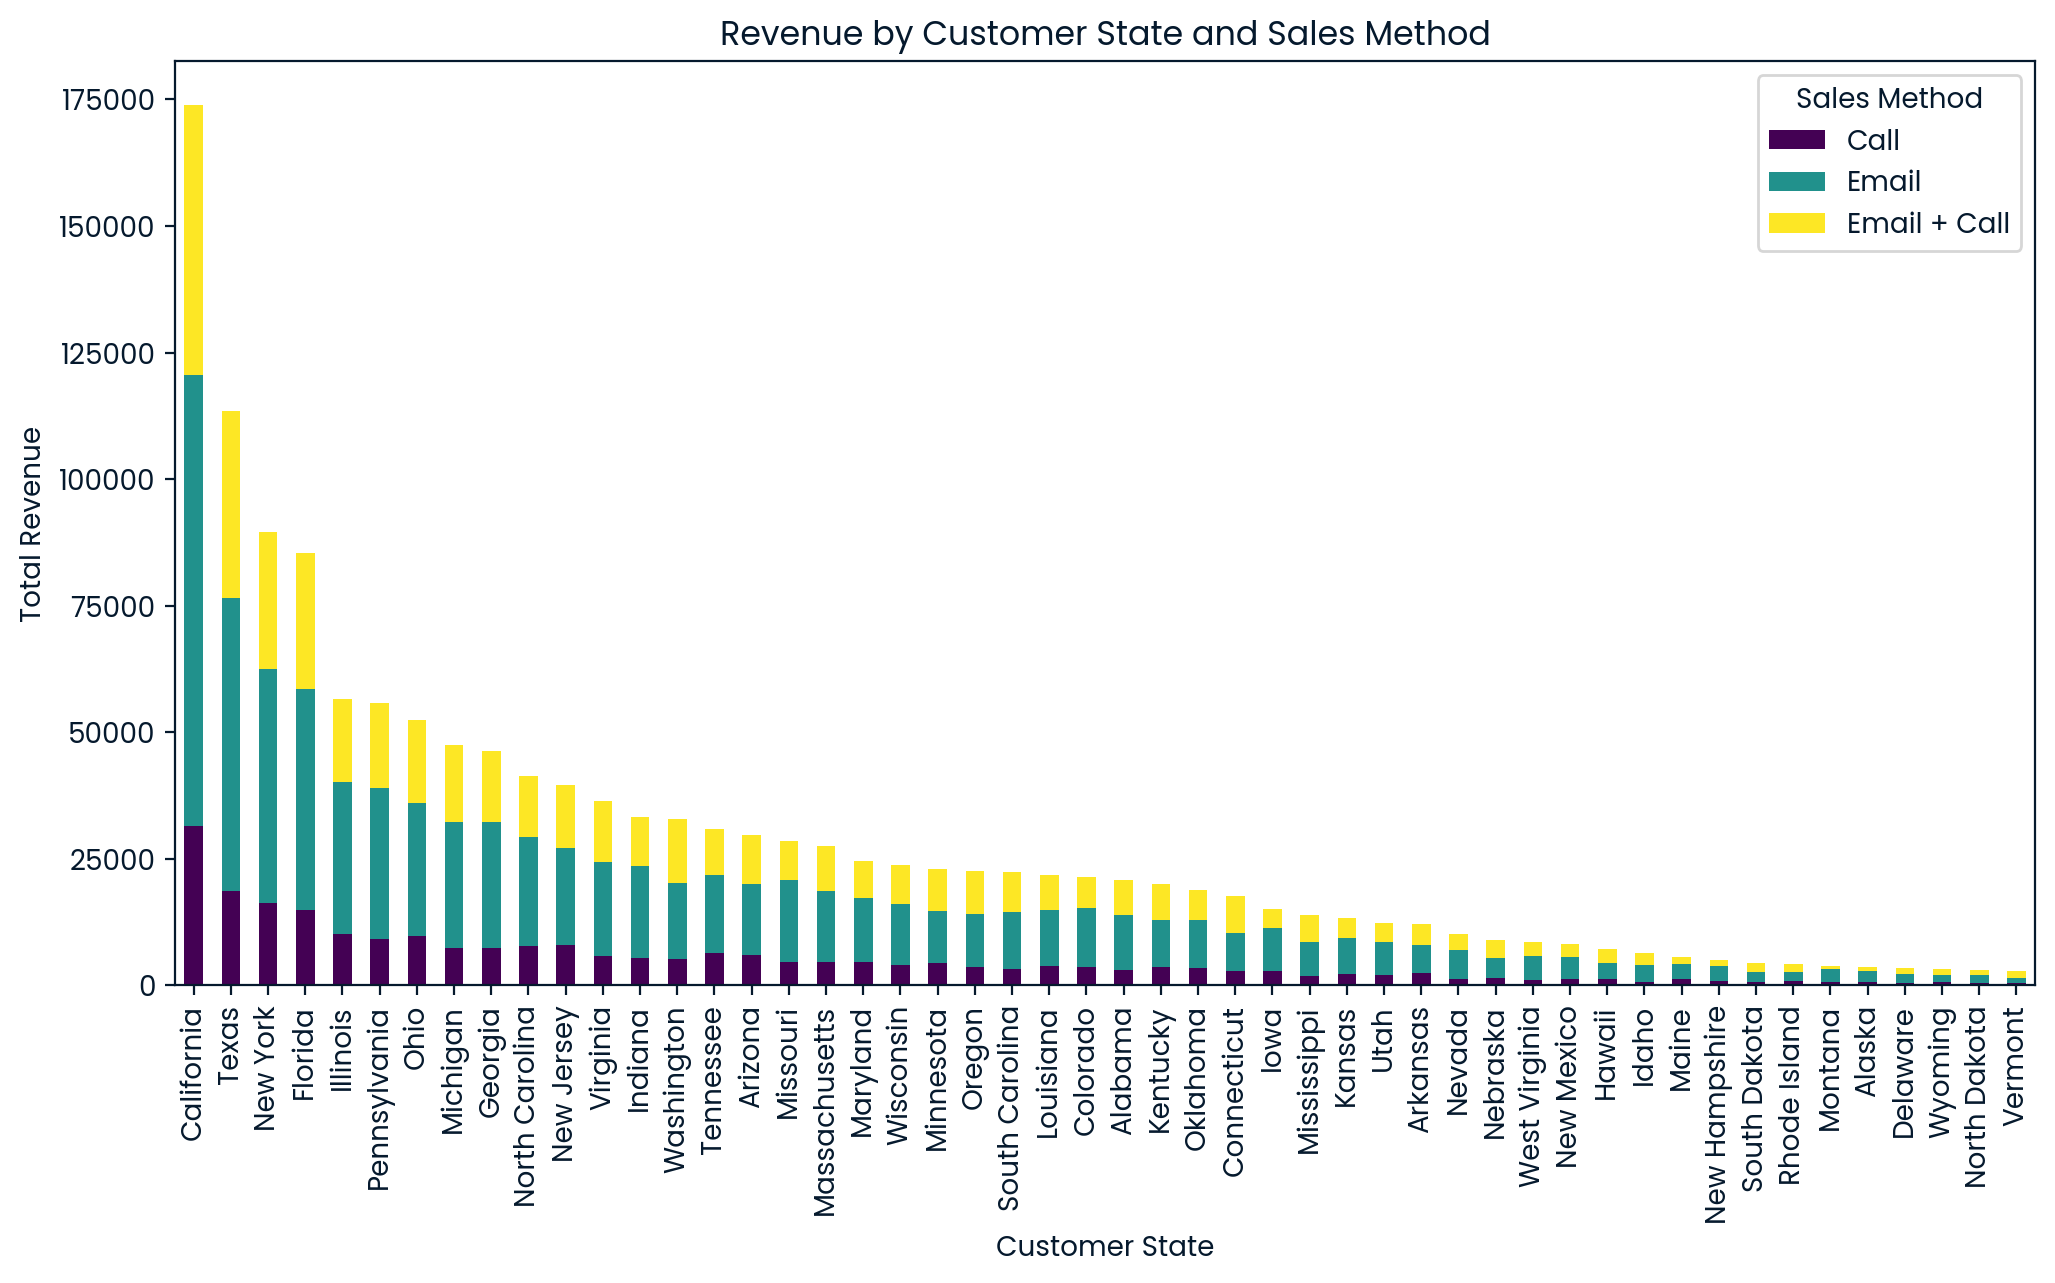 Revenue by Customer State and Sales Method
Sales Method
Call
Email
Email + Call
Total Revenue
175000
150000
125000
100000
75000
50000
25000
0
California
Texas
New York
Florida
Illinois
Pennsylvania
Ohio
Michigan
Georgia
North Carolina
New Jersey
Virginia
Indiana
Washington
Tennessee
Arizona
Missouri
Massachusetts
Maryland
Wisconsin
Minnesota
Oregon
South Carolina
Louisiana
Colorado
Alabama
Kentucky
Oklahoma
Connecticut
Iowa
Mississippi
Kansas
Utah
Arkansas
Nevada
Nebraska
West Virginia
New Mexico
Hawaii
Idaho
Maine
New Hampshire
South Dakota
Rhode Island
Montana
Alaska
Delaware
Wyoming
North Dakota
Vermont
Customer State